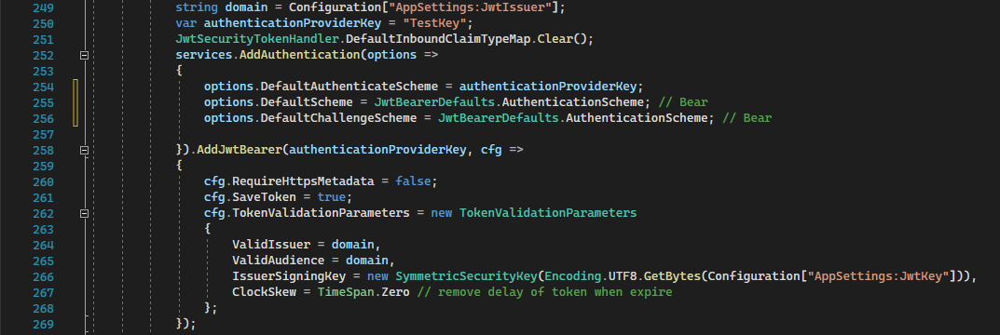 249 string domain = Configuration["AppSettings:JwtIssuer"];
250 var authenticationProviderKey = "TestKey";
251 JwtSecurityTokenHandler.DefaultInboundClaimTypeMap.Clear();
252 services.AddAuthentication(options =>
253 {
254 options.DefaultAuthenticateScheme = authenticationProviderKey;
255 options.DefaultScheme = JwtBearerDefaults.AuthenticationScheme; // Bear
256 options.DefaultChallengeScheme = JwtBearerDefaults.AuthenticationScheme; // Bear
257
258 }).AddJwtBearer(authenticationProviderKey, cfg =>
259 {
260 cfg.RequireHttpsMetadata = false;
261 cfg.SaveToken = true;
262 cfg.TokenValidationParameters = new TokenValidationParameters
263 {
264 ValidIssuer = domain,
265 ValidAudience = domain,
266 IssuerSigningKey = new SymmetricSecurityKey(Encoding.UTF8.GetBytes(Configuration["AppSettings:JwtKey"])),
267 ClockSkew = TimeSpan.Zero // remove delay of token when expire
268 };
269 });